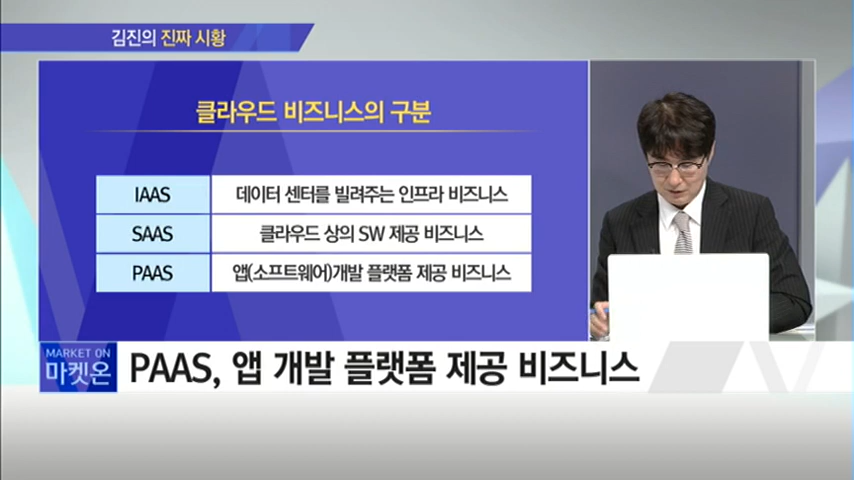 김진의 진짜 시황
클라우드 비즈니스의 구분
IAAS 데이터 센터를 빌려주는 인프라 비즈니스
SAAS 클라우드 상의 SW 제공 비즈니스
PAAS 앱(소프트웨어)개발 플랫폼 제공 비즈니스
MARKET ON
마켓온
PAAS, 앱 개발 플랫폼 제공 비즈니스